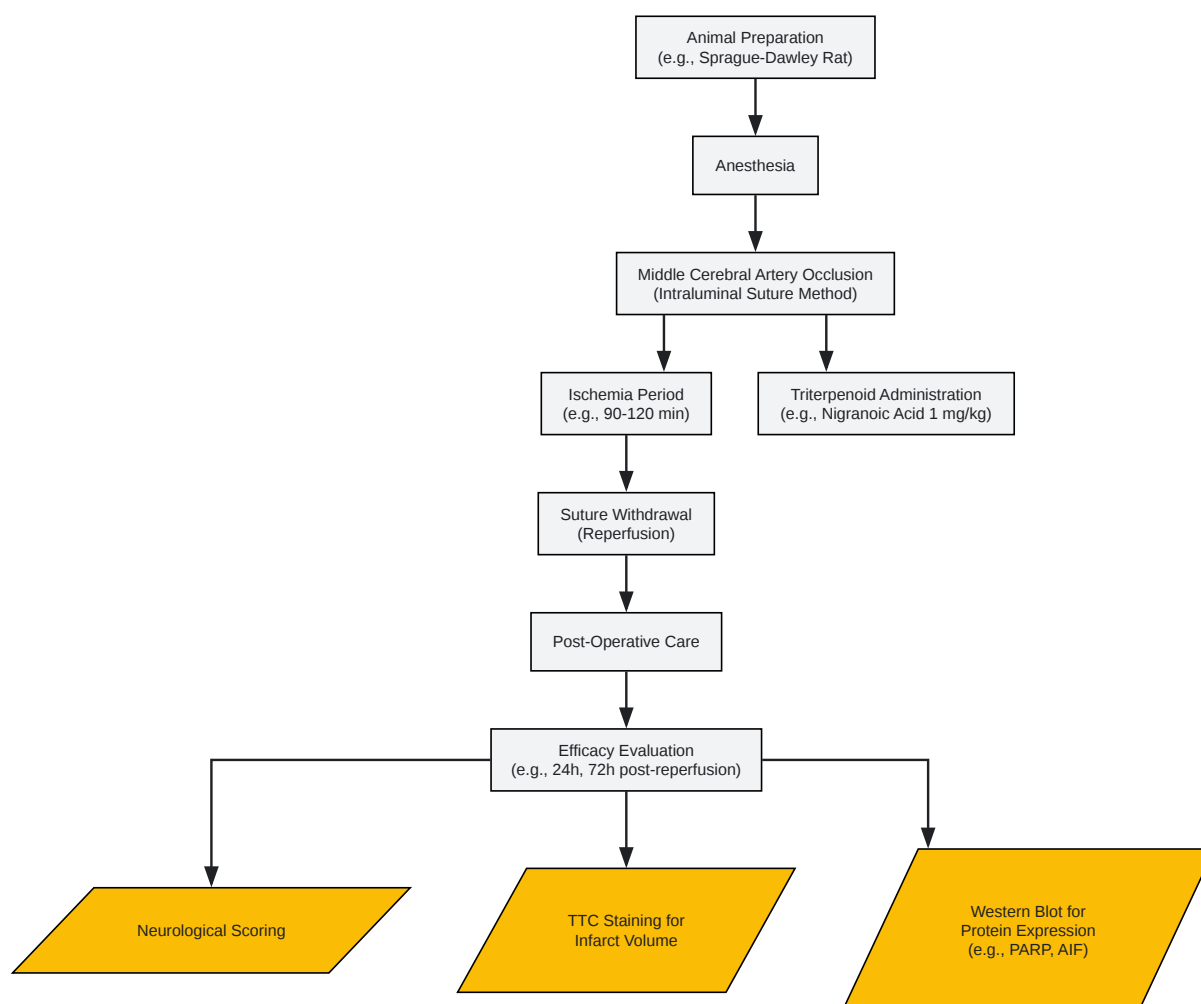 Animal Preparation
(e.g., Sprague-Dawley Rat)
Anesthesia
Middle Cerebral Artery Occlusion
(Intraluminal Suture Method)
Ischemia Period
(e.g., 90-120 min)
Triterpenoid Administration
(e.g., Nigranoic Acid 1 mg/kg)
Suture Withdrawal
(Reperfusion)
Post-Operative Care
Efficacy Evaluation
(e.g., 24h, 72h post-reperfusion)
Neurological Scoring
TTC Staining for
Infarct Volume
Western Blot for
Protein Expression
(e.g., PARP, AIF)